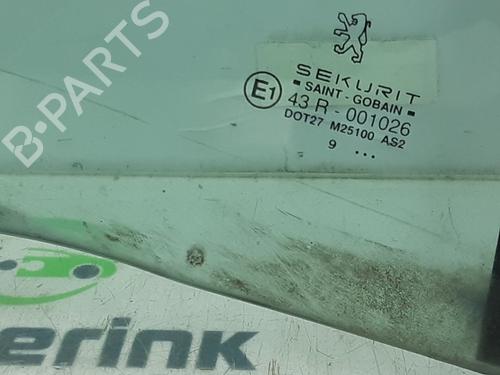 B-PARTS
SEKURIT
SAINT - GOBAIN
E1
43 R - 001026
DOT27 M25100 AS2
9 ...
erink